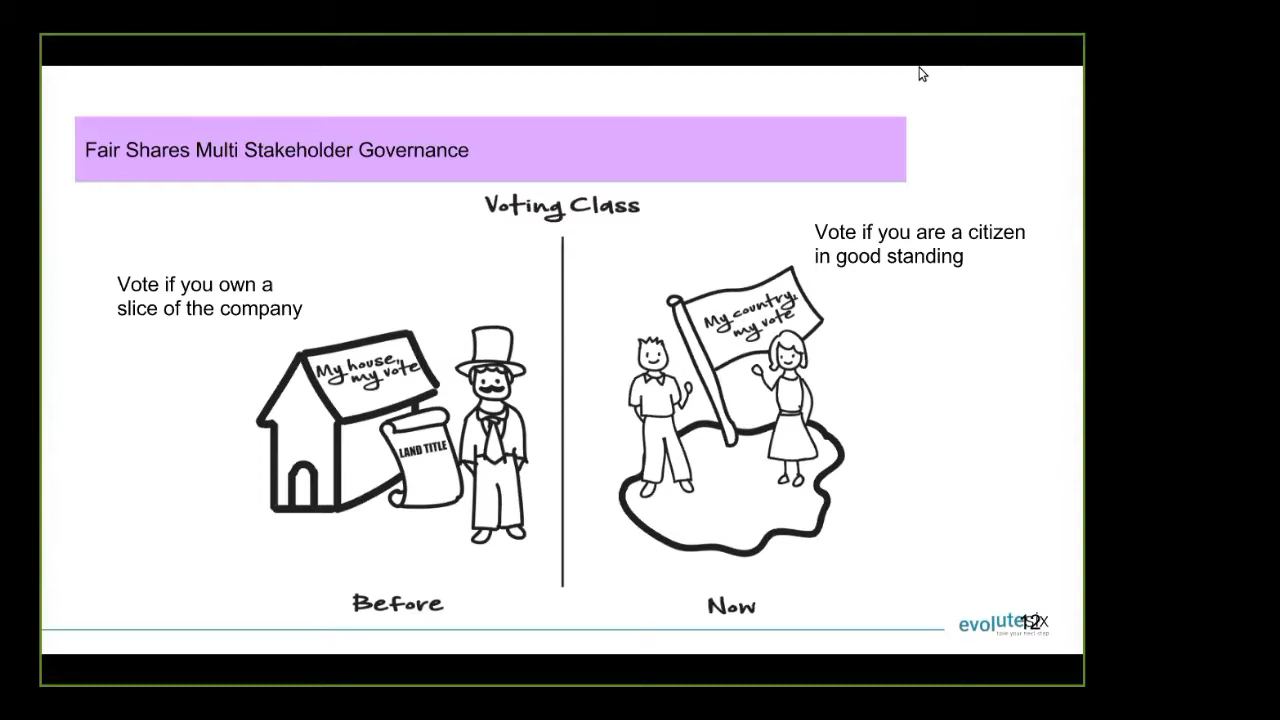 Fair Shares Multi Stakeholder Governance
Voting Class
Vote if you own a
slice of the company
Vote if you are a citizen
in good standing
My house,
my vote
LAND TITLE
My country,
my vote
Before
Now
evolutesix
12
take your next step